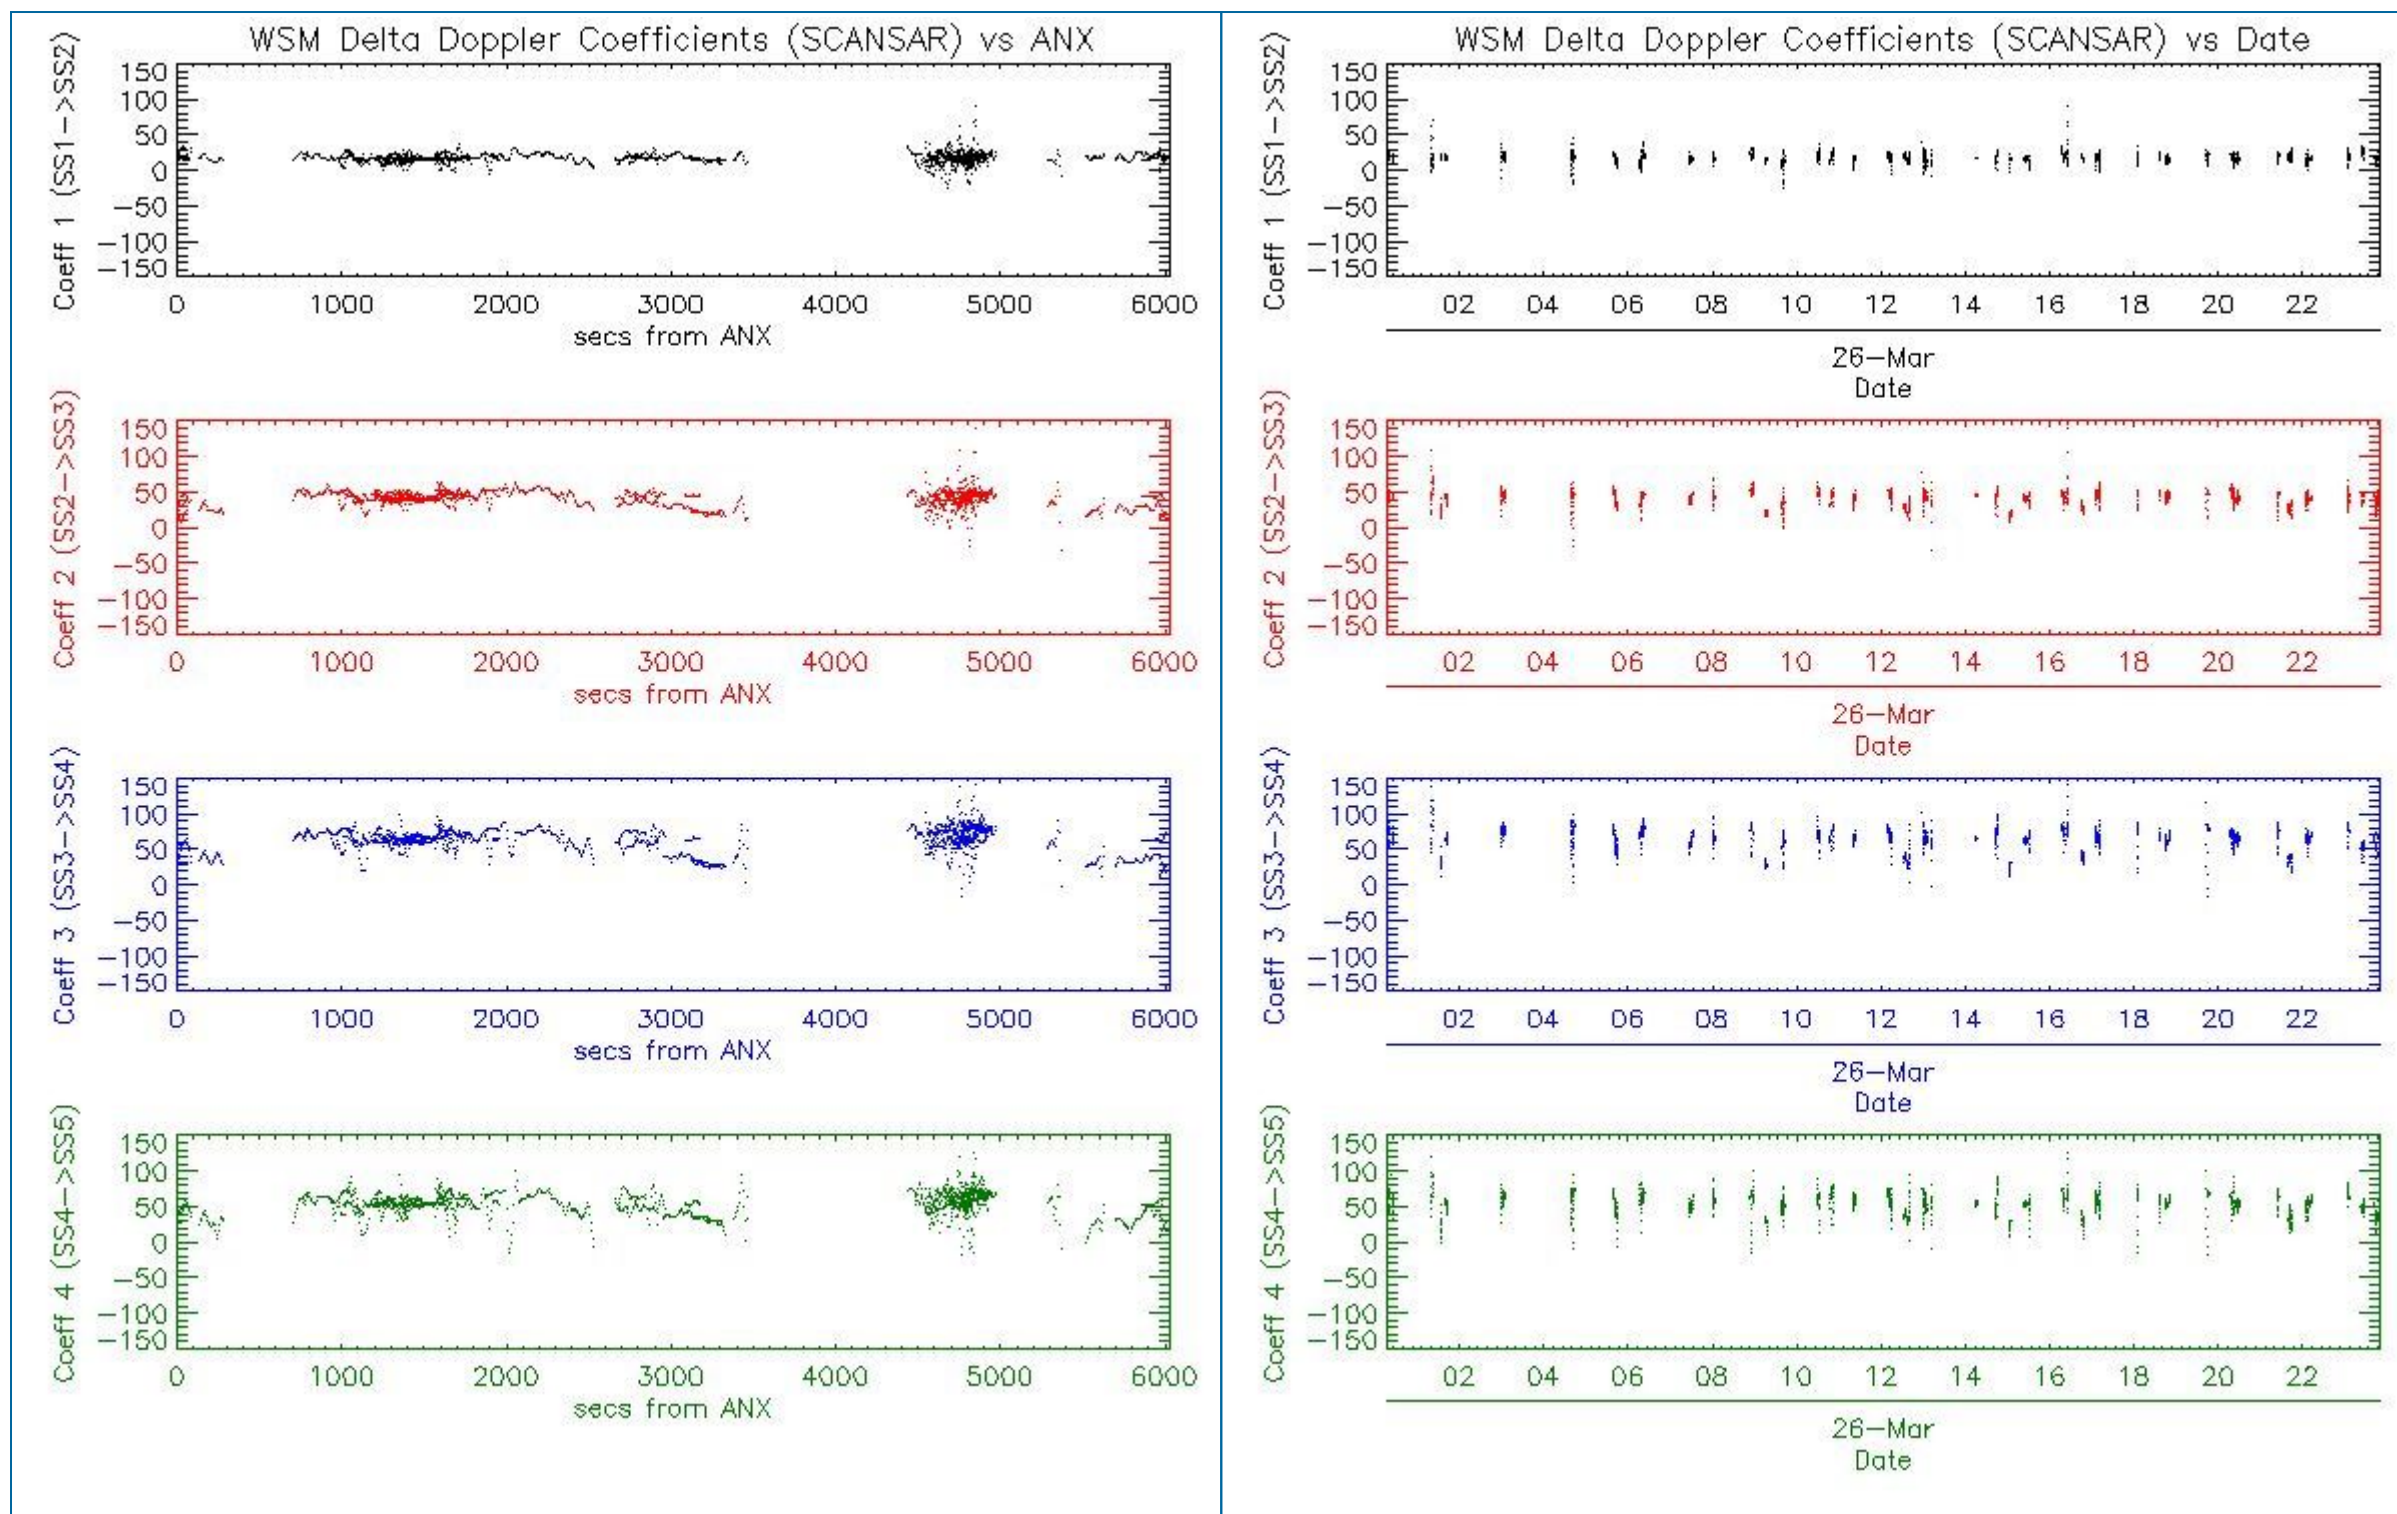 WSM Delta Doppler Coefficients (SCANSAR) vs ANX
Coeff 1 (SS1->SS2)
150
100
50
0
-50
-100
-150
0 1000 2000 3000 4000 5000 6000
secs from ANX
Coeff 2 (SS2->SS3)
150
100
50
0
-50
-100
-150
0 1000 2000 3000 4000 5000 6000
secs from ANX
Coeff 3 (SS3->SS4)
150
100
50
0
-50
-100
-150
0 1000 2000 3000 4000 5000 6000
secs from ANX
Coeff 4 (SS4->SS5)
150
100
50
0
-50
-100
-150
0 1000 2000 3000 4000 5000 6000
secs from ANX
WSM Delta Doppler Coefficients (SCANSAR) vs Date
Coeff 1 (SS1->SS2)
150
100
50
0
-50
-100
-150
02 04 06 08 10 12 14 16 18 20 22
26-Mar
Date
Coeff 2 (SS2->SS3)
150
100
50
0
-50
-100
-150
02 04 06 08 10 12 14 16 18 20 22
26-Mar
Date
Coeff 3 (SS3->SS4)
150
100
50
0
-50
-100
-150
02 04 06 08 10 12 14 16 18 20 22
26-Mar
Date
Coeff 4 (SS4->SS5)
150
100
50
0
-50
-100
-150
02 04 06 08 10 12 14 16 18 20 22
26-Mar
Date